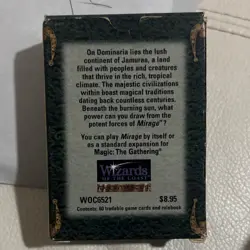 On Dominaria lies the lush
continent of Jamuraa, a land
filled with peoples and creatures
that thrive in the rich, tropical
climate. The majestic civilizations
within boast magical traditions
dating back countless centuries.
Beneath the burning sun, what
power can you draw from
the potent forces of Mirage?
You can play Mirage by itself or
as a standard expansion for
Magic: The Gathering®.
Wizards
OF THE COAST
WOC6521 $8.95
Contents: 60 tradable game cards and rulebook